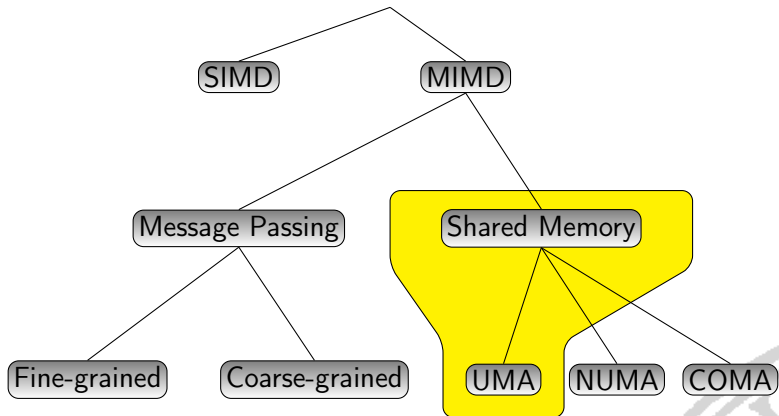 SIMD MIMD
Message Passing Shared Memory
Fine-grained Coarse-grained UMA NUMA COMA